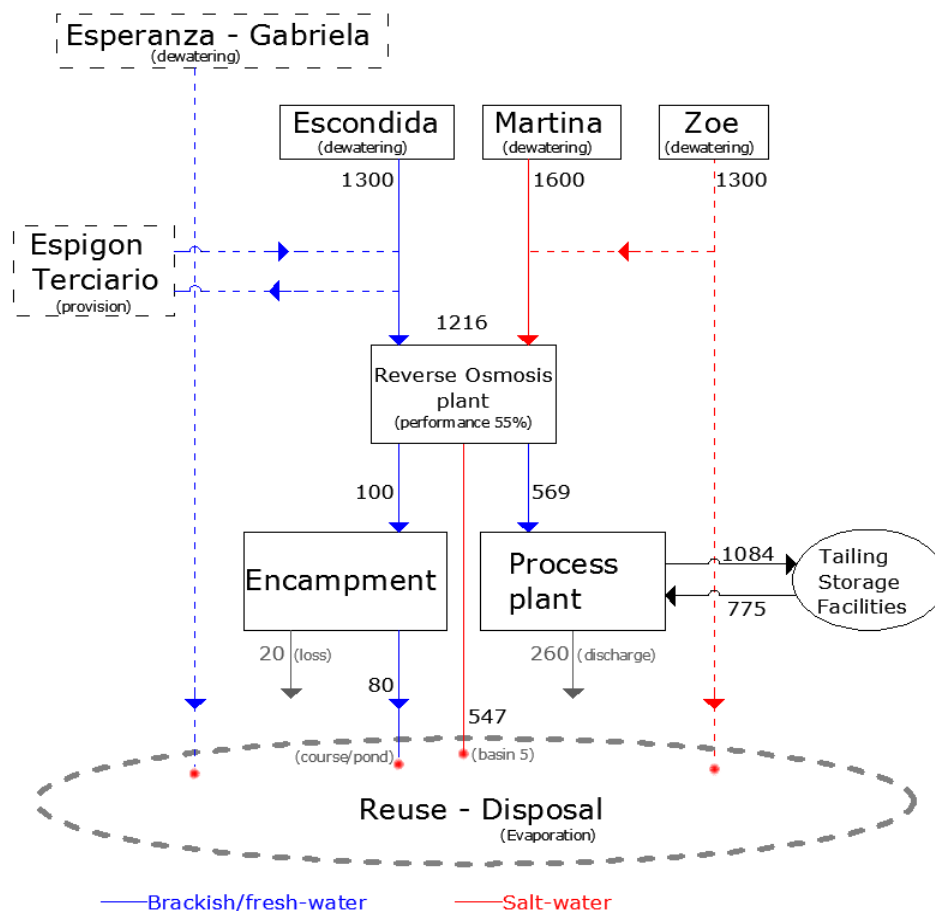 Esperanza - Gabriela
(dewatering)
Escondida
(dewatering)
Martina
(dewatering)
Zoe
(dewatering)
1300
1600
1300
Espigon
Terciario
(provision)
1216
Reverse Osmosis
plant
(performance 55%)
100
569
Encampment
Process
plant
1084
775
Tailing
Storage
Facilities
20 (loss)
260 (discharge)
80
547
(course/pond)
(basin 5)
Reuse - Disposal
(Evaporation)
Brackish/fresh-water
Salt-water